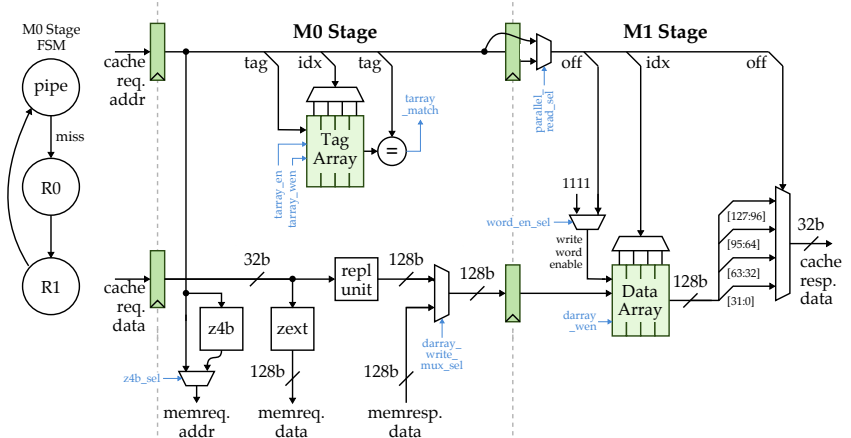 M0 Stage
FSM
pipe
miss
R0
R1
M0 Stage
M1 Stage
cache
req.
addr
tag
idx
tag
off
idx
off
tarray
_match
parallel_
read_sel
Tag
Array
=
tarray_en
tarray_wen
1111
word_en_sel
write
word
enable
[127:96]
[95:64]
[63:32]
[31:0]
32b
cache
resp.
data
cache
req.
data
32b
repl
unit
128b
128b
128b
Data
Array
darray
_wen
z4b
zext
z4b_sel
128b
128b
darray_
write_
mux_sel
memreq.
addr
memreq.
data
memresp.
data